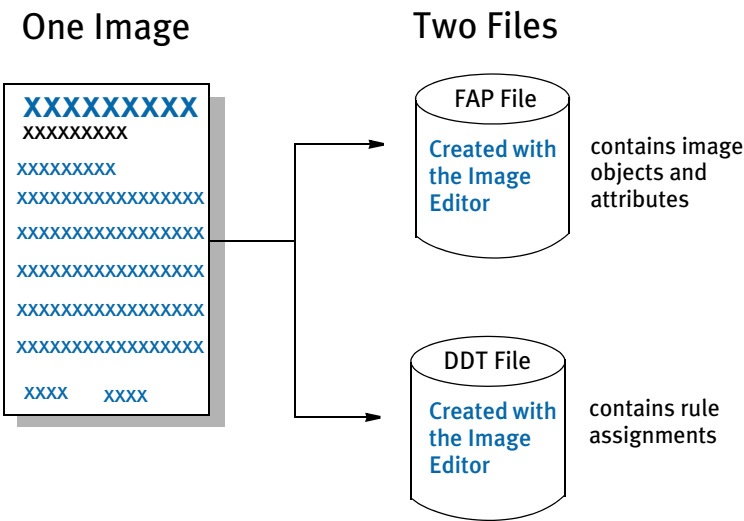 One Image
Two Files
XXXXXXXXX
XXXXXXXXX
XXXXXXXXX
XXXXXXXXXXXXXXXXX
XXXXXXXXXXXXXXXXX
XXXXXXXXXXXXXXXXX
XXXXXXXXXXXXXXXXX
XXXXXXXXXXXXXXXXX
XXXX XXXX
FAP File
Created with
the Image
Editor
contains image
objects and
attributes
DDT File
Created with
the Image
Editor
contains rule
assignments